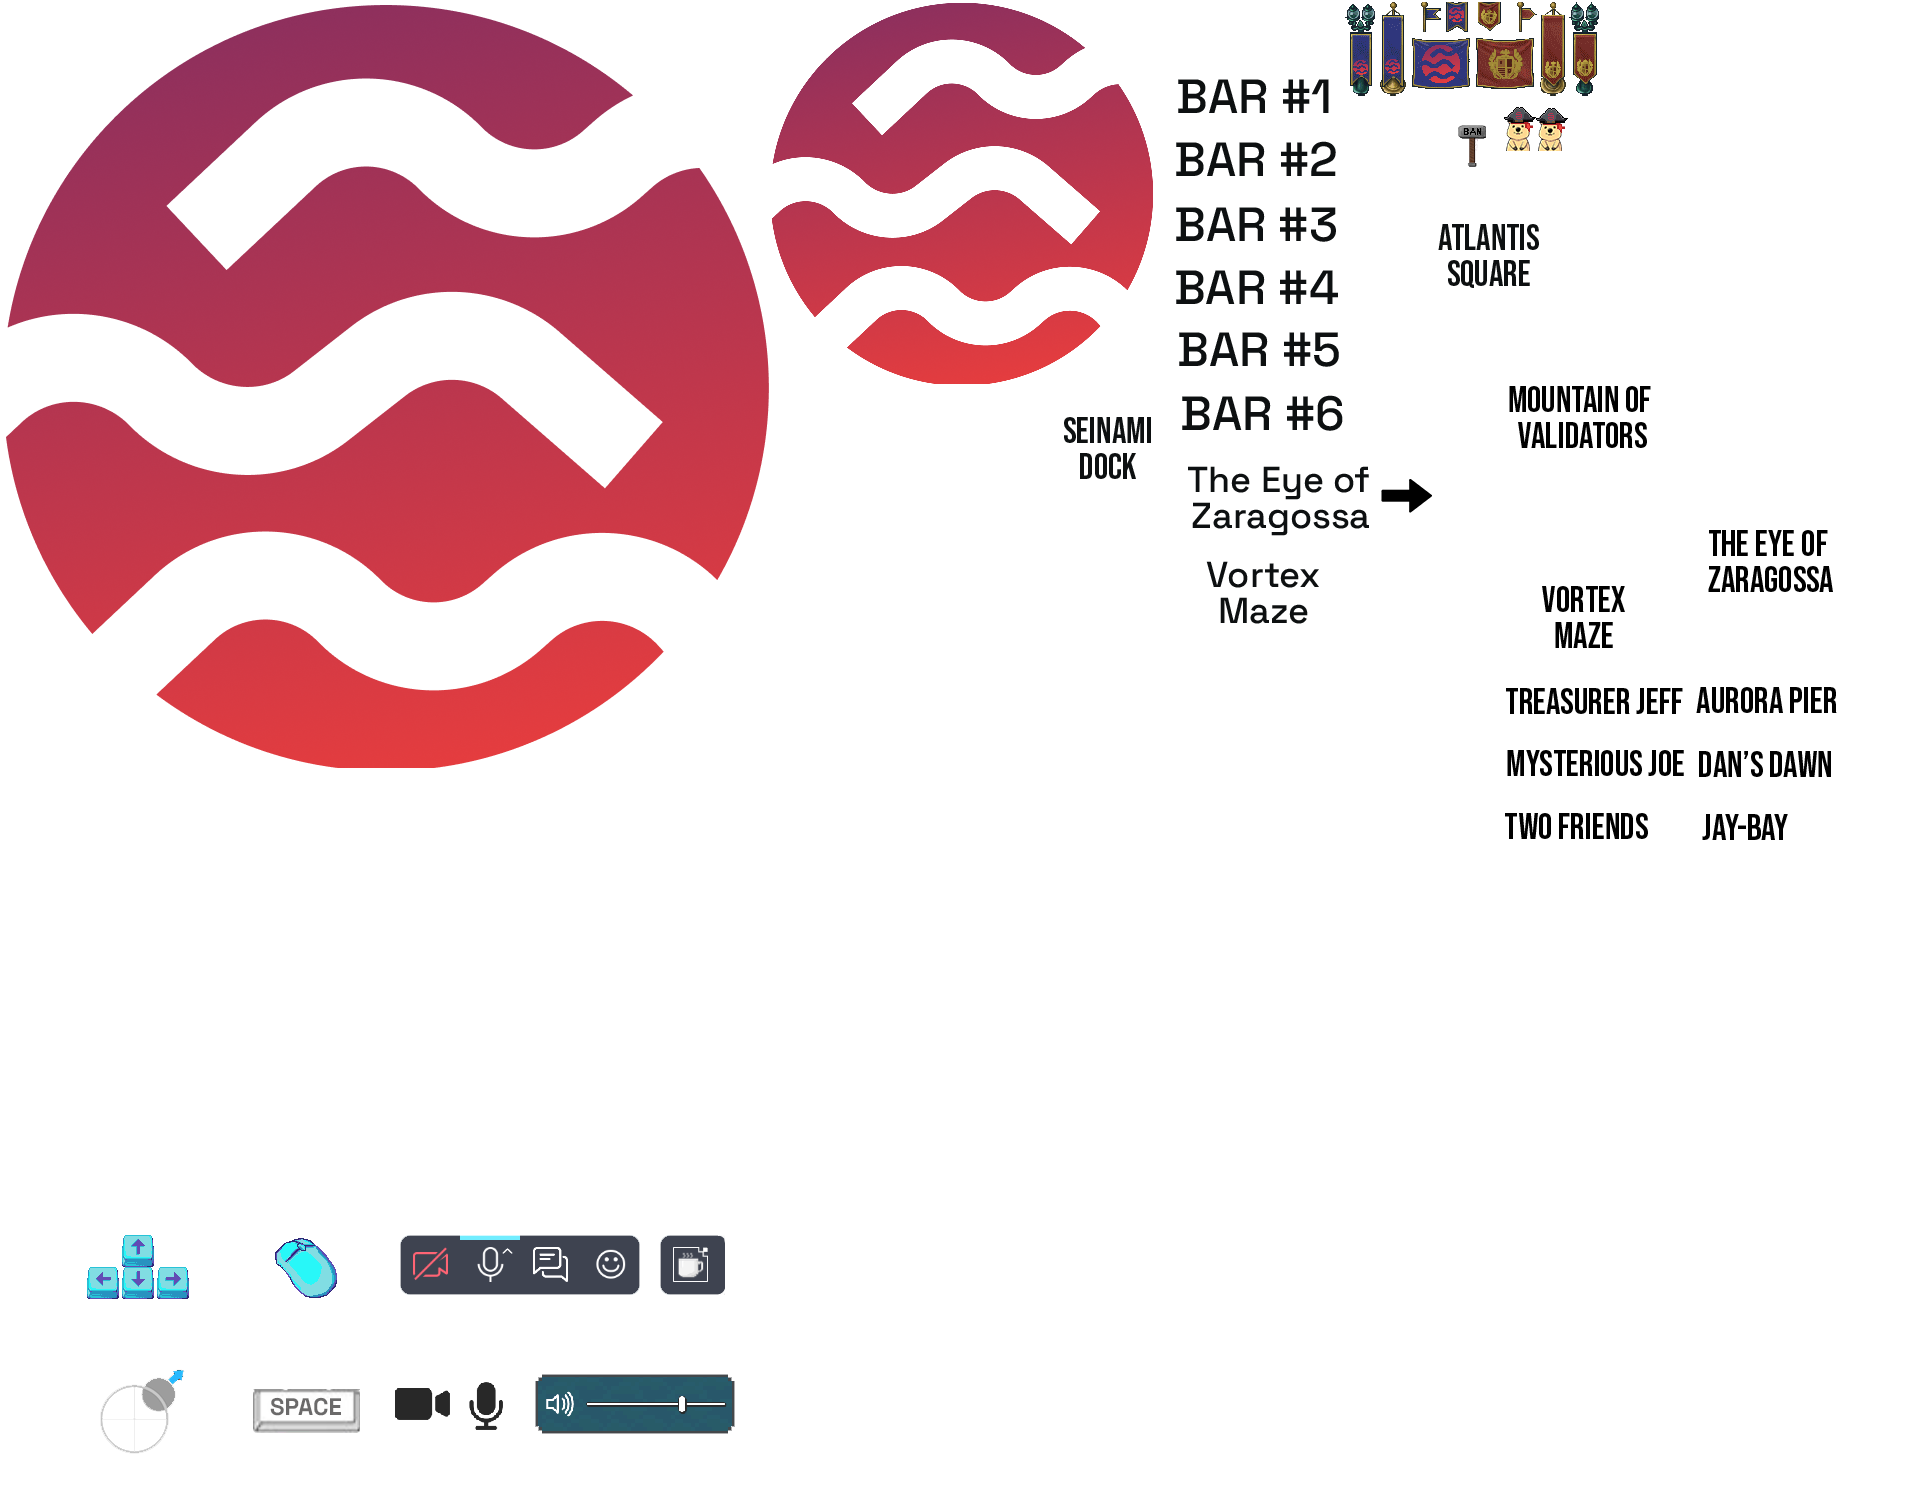 BAR #1
BAR #2
BAR #3
BAR #4
BAR #5
BAR #6
The Eye of
Zaragossa
Vortex
Maze
SEINAMI
DOCK
BAN
ATLANTIS
SQUARE
MOUNTAIN OF
VALIDATORS
THE EYE OF
ZARAGOSSA
VORTEX
MAZE
TREASURER JEFF
AURORA PIER
MYSTERIOUS JOE
DAN'S DAWN
TWO FRIENDS
JAY-BAY
SPACE